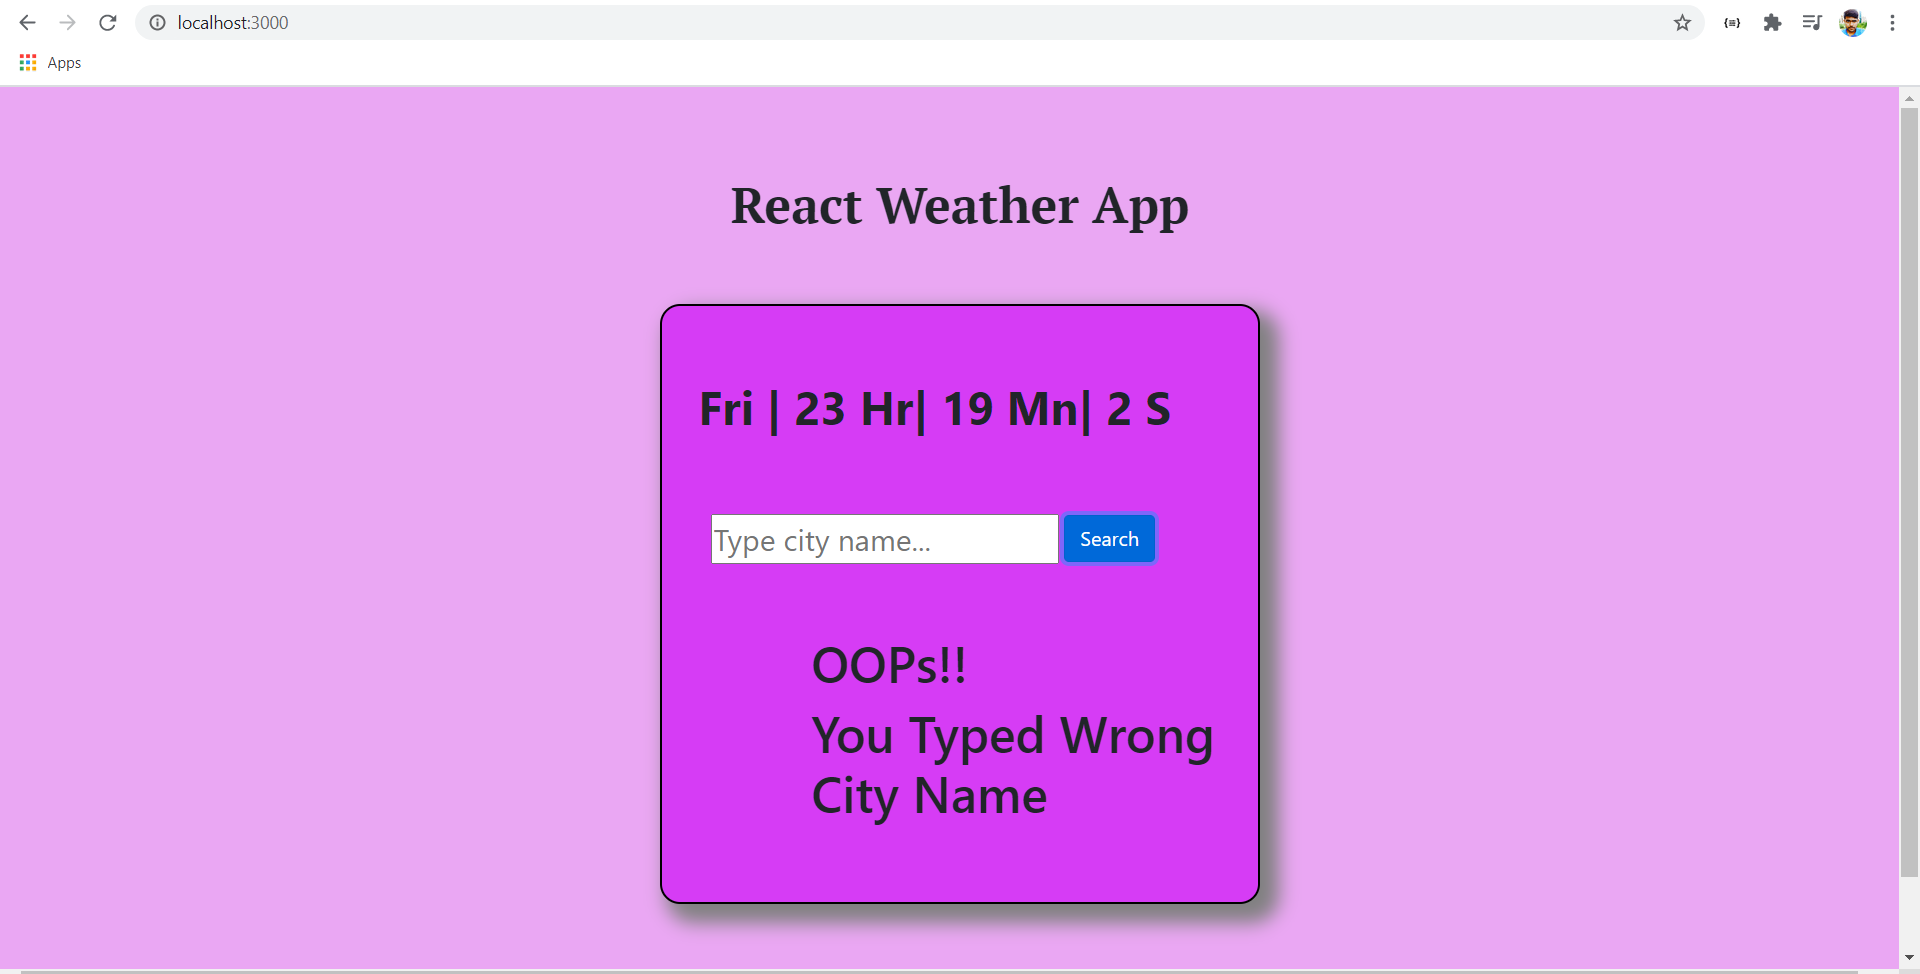 localhost:3000
Apps
React Weather App
Fri | 23 Hr| 19 Mn| 2 S
Type city name...
Search
OOPs!!
You Typed Wrong
City Name